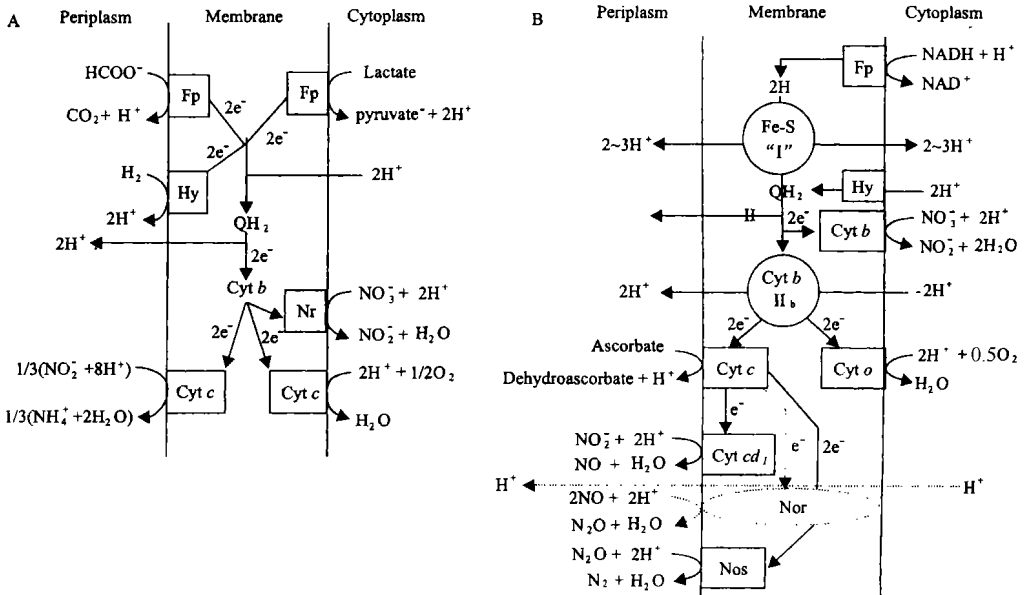 A
Periplasm
Membrane
Cytoplasm
HCOO⁻
Fp
CO₂ + H⁺
2e⁻
Fp
Lactate
pyruvate⁻ + 2H⁺
2e⁻
2e⁻
H₂
Hy
2H⁺
2H⁺
QH₂
2H⁺
2e⁻
Cyt b
Nr
NO₃⁻ + 2H⁺
NO₂⁻ + H₂O
2e⁻
2e⁻
1/3(NO₂⁻ +8H⁺)
Cyt c
Cyt c
2H⁺ + 1/2O₂
1/3(NH₄⁺ +2H₂O)
H₂O
B
Periplasm
Membrane
Cytoplasm
Fp
NADH + H⁺
NAD⁺
2H
Fe-S
"I"
2~3H⁺
2~3H⁺
QH₂
Hy
2H⁺
H
2e⁻
Cyt b
NO₃⁻ + 2H⁺
NO₂⁻ + 2H₂O
Cyt b
II b
2H⁺
-2H⁺
2e⁻
2e⁻
Ascorbate
Cyt c
Cyt o
2H⁺ +0.5O₂
Dehydroascorbate + H⁺
H₂O
e⁻
e⁻
2e⁻
NO₂⁻ + 2H⁺
Cyt cd₁
NO + H₂O
H⁺
H⁺
2NO + 2H⁺
Nor
N₂O + H₂O
N₂O + 2H⁺
Nos
N₂ + H₂O